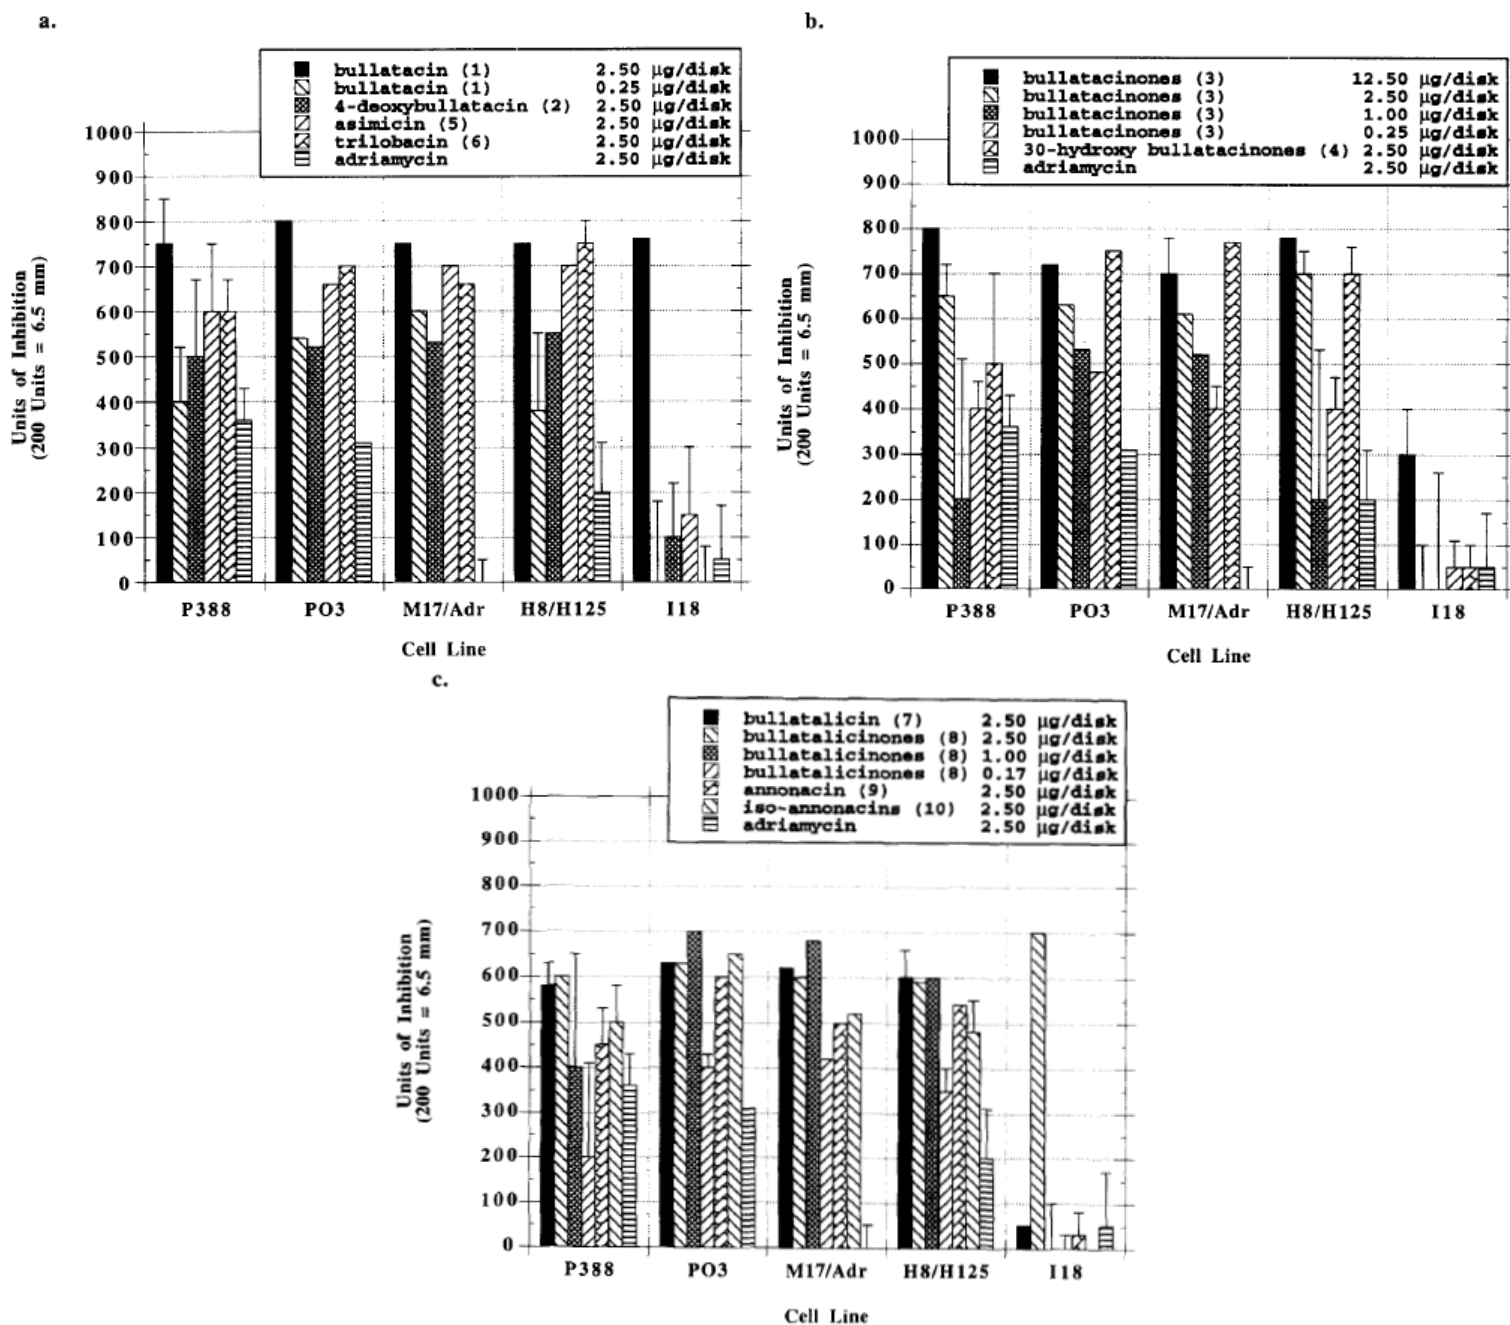 a.
bullatacin (1) 2.50 µg/disk
bullatacin (1) 0.25 µg/disk
4-deoxybullatacin (2) 2.50 µg/disk
asimicin (5) 2.50 µg/disk
trilobacin (6) 2.50 µg/disk
adriamycin 2.50 µg/disk
1000
900
800
700
600
500
400
300
200
100
0
Units of Inhibition
(200 Units = 6.5 mm)
P388 PO3 M17/Adr H8/H125 I18
Cell Line
b.
bullatacinones (3) 12.50 µg/disk
bullatacinones (3) 2.50 µg/disk
bullatacinones (3) 1.00 µg/disk
bullatacinones (3) 0.25 µg/disk
30-hydroxy bullatacinones (4) 2.50 µg/disk
adriamycin 2.50 µg/disk
1000
900
800
700
600
500
400
300
200
100
0
Units of Inhibition
(200 Units = 6.5 mm)
P388 PO3 M17/Adr H8/H125 I18
Cell Line
c.
bullatalicin (7) 2.50 µg/disk
bullatalicinones (8) 2.50 µg/disk
bullatalicinones (8) 1.00 µg/disk
bullatalicinones (8) 0.17 µg/disk
annonacin (9) 2.50 µg/disk
iso-annonacins (10) 2.50 µg/disk
adriamycin 2.50 µg/disk
1000
900
800
700
600
500
400
300
200
100
0
Units of Inhibition
(200 Units = 6.5 mm)
P388 PO3 M17/Adr H8/H125 I18
Cell Line